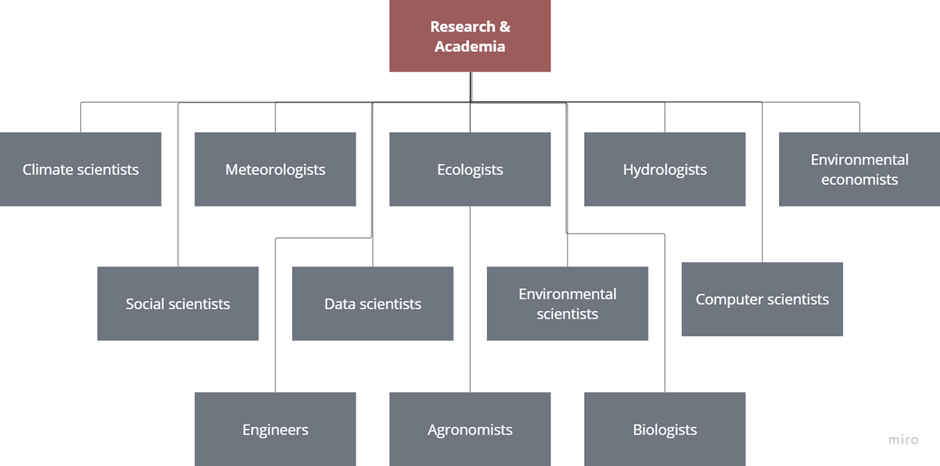 Research &
Academia
Climate scientists
Meteorologists
Ecologists
Hydrologists
Environmental
economists
Social scientists
Data scientists
Environmental
scientists
Computer scientists
Engineers
Agronomists
Biologists
miro